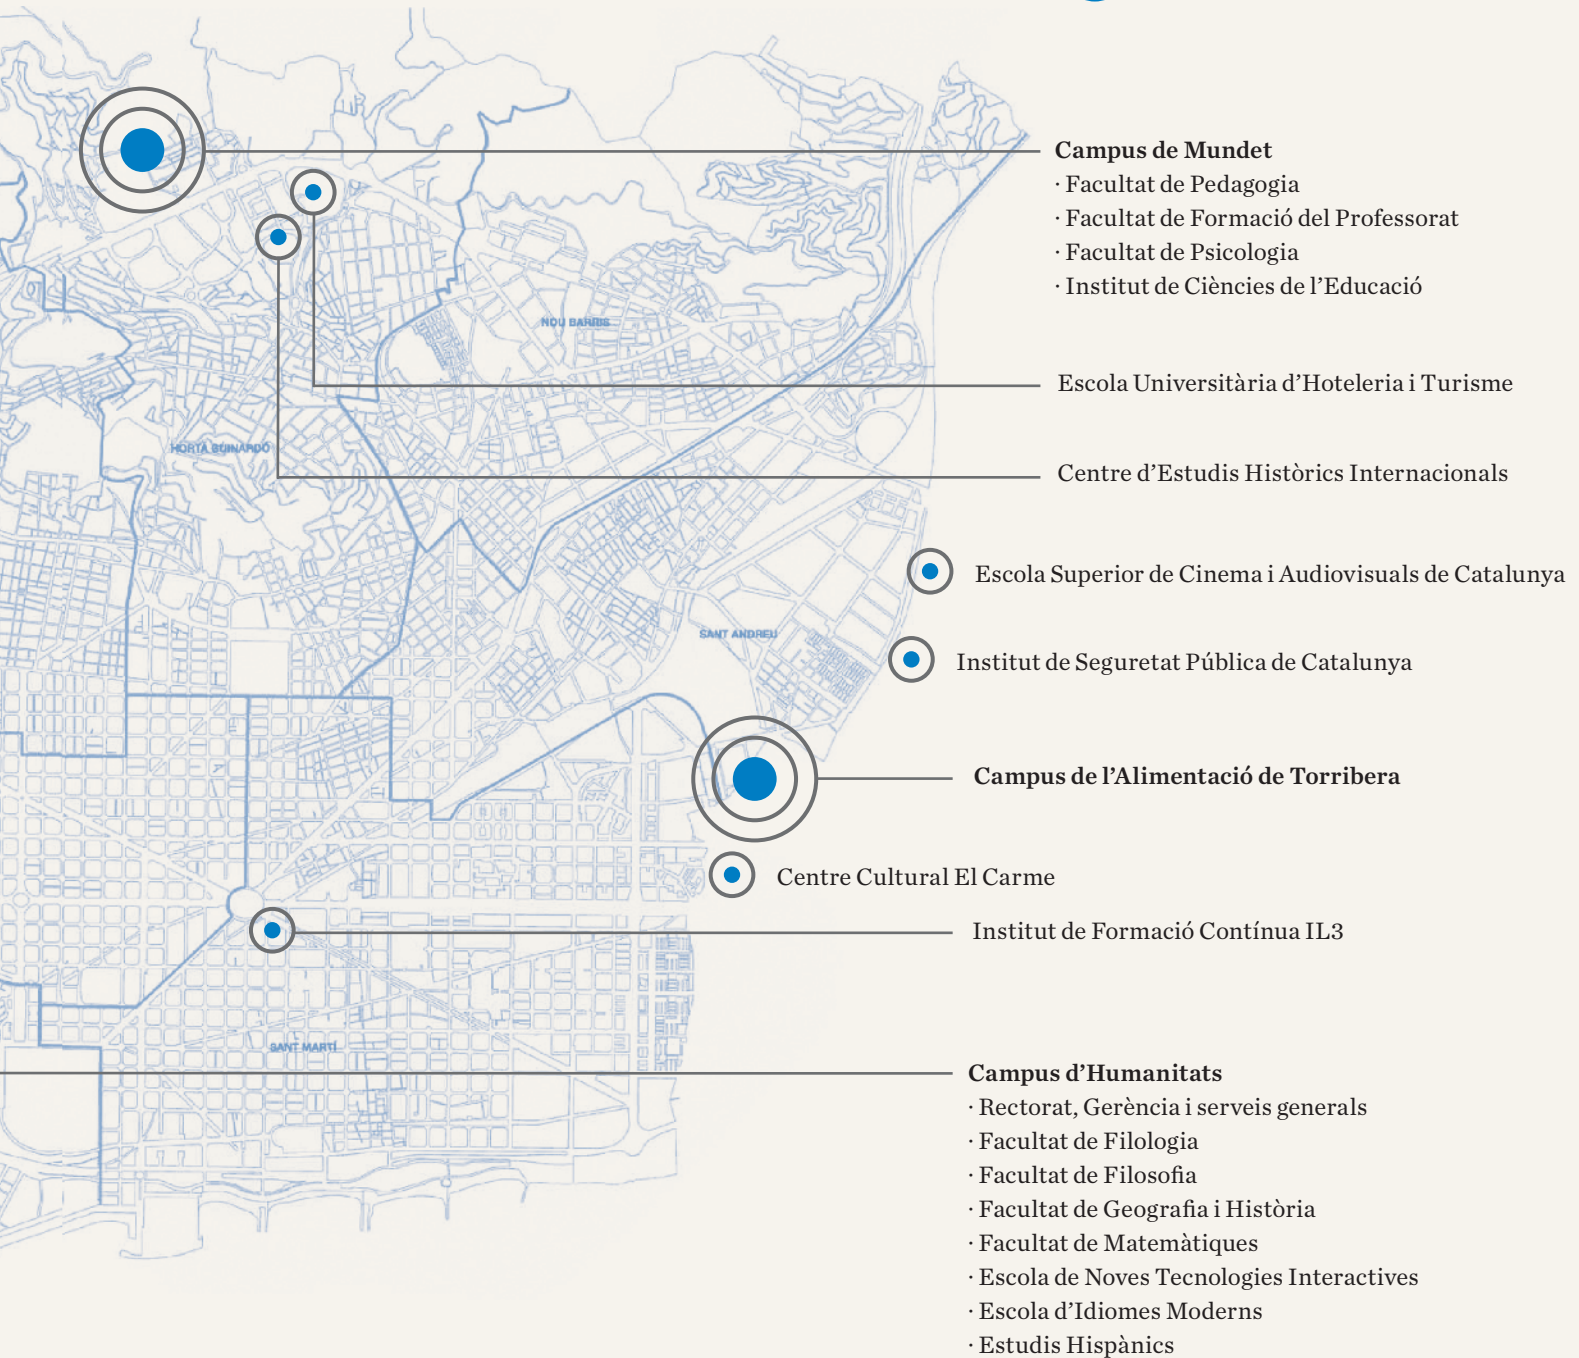 Campus de Mundet
· Facultat de Pedagogia
· Facultat de Formació del Professorat
· Facultat de Psicologia
· Institut de Ciències de l’Educació
NOU BARRIS
Escola Universitària d’Hoteleria i Turisme
HORTA GUINARDÓ
Centre d’Estudis Històrics Internacionals
Escola Superior de Cinema i Audiovisuals de Catalunya
SANT ANDREU
Institut de Seguretat Pública de Catalunya
Campus de l’Alimentació de Torribera
Centre Cultural El Carme
Institut de Formació Contínua IL3
SANT MARTÍ
Campus d’Humanitats
· Rectorat, Gerència i serveis generals
· Facultat de Filologia
· Facultat de Filosofia
· Facultat de Geografia i Història
· Facultat de Matemàtiques
· Escola de Noves Tecnologies Interactives
· Escola d’Idiomes Moderns
· Estudis Hispànics